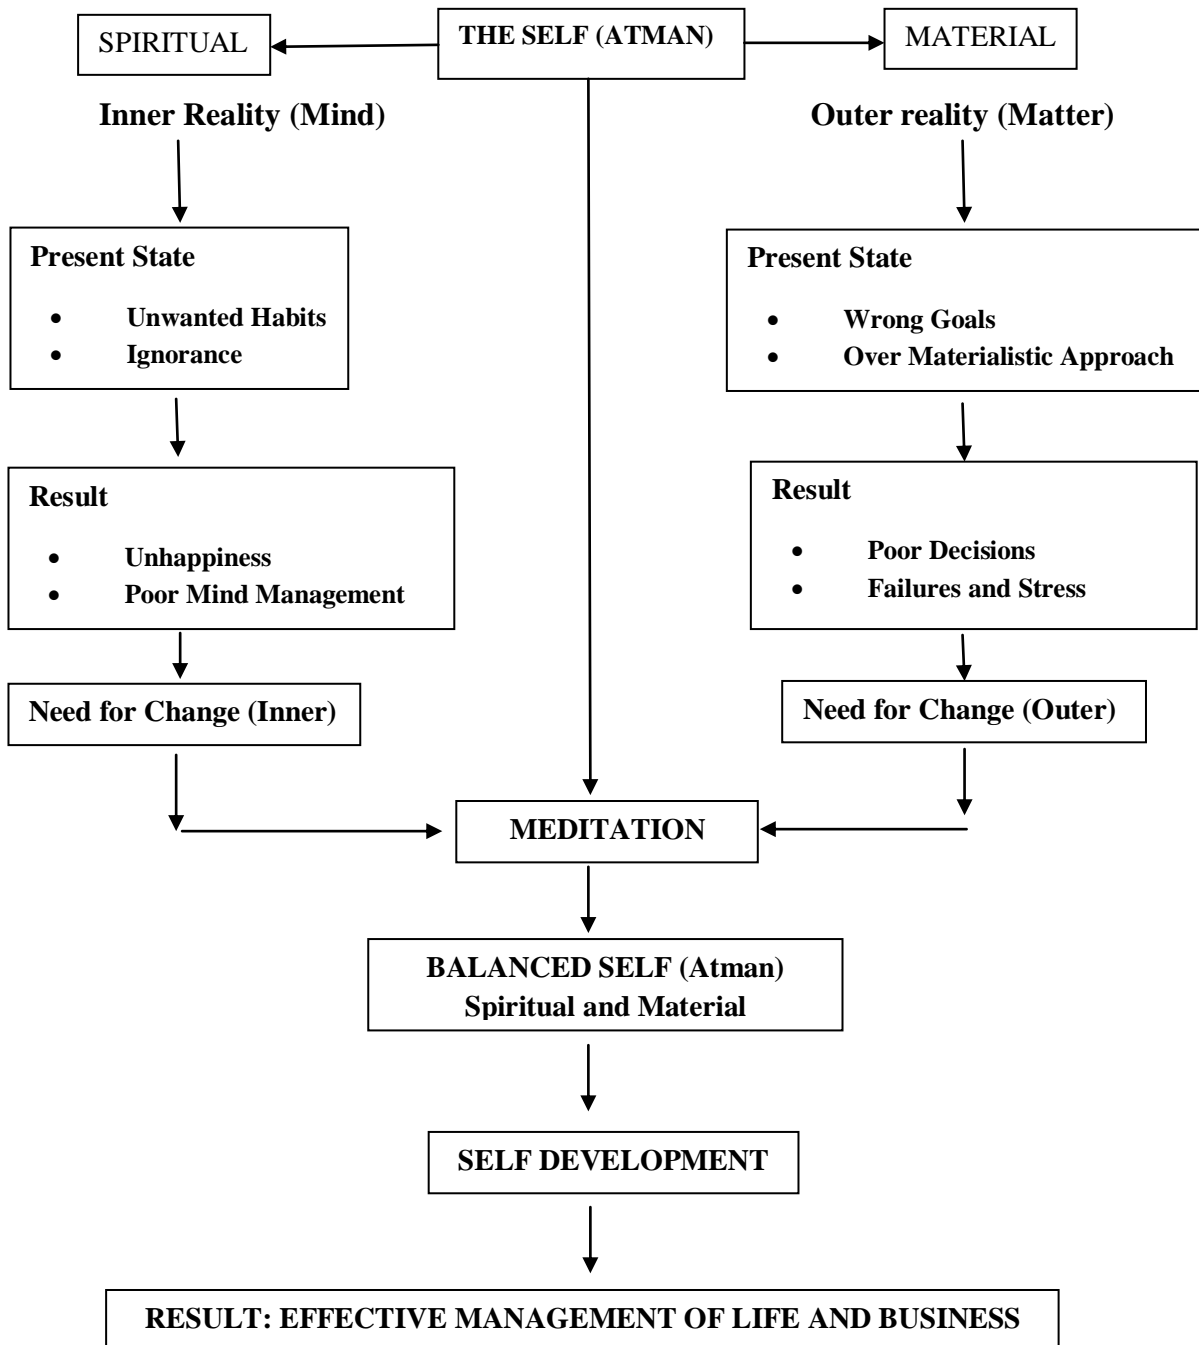 SPIRITUAL
THE SELF (ATMAN)
MATERIAL
Inner Reality (Mind)
Outer reality (Matter)
Present State
• Unwanted Habits
• Ignorance
Present State
• Wrong Goals
• Over Materialistic Approach
Result
• Unhappiness
• Poor Mind Management
Result
• Poor Decisions
• Failures and Stress
Need for Change (Inner)
Need for Change (Outer)
MEDITATION
BALANCED SELF (Atman)
Spiritual and Material
SELF DEVELOPMENT
RESULT: EFFECTIVE MANAGEMENT OF LIFE AND BUSINESS